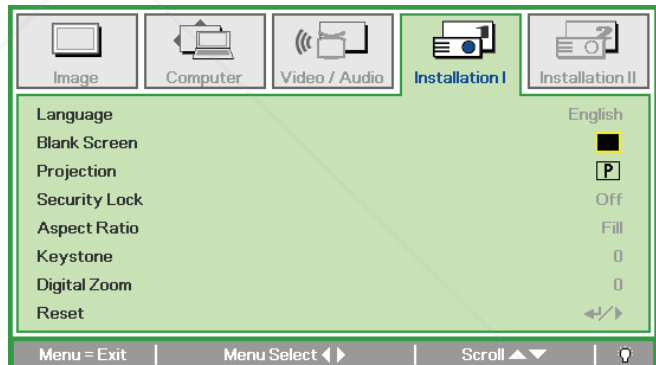 Image Computer Video / Audio Installation I Installation II
Language English
Blank Screen
Projection P
Security Lock Off
Aspect Ratio Fill
Keystone 0
Digital Zoom 0
Reset
Menu = Exit Menu Select Scroll